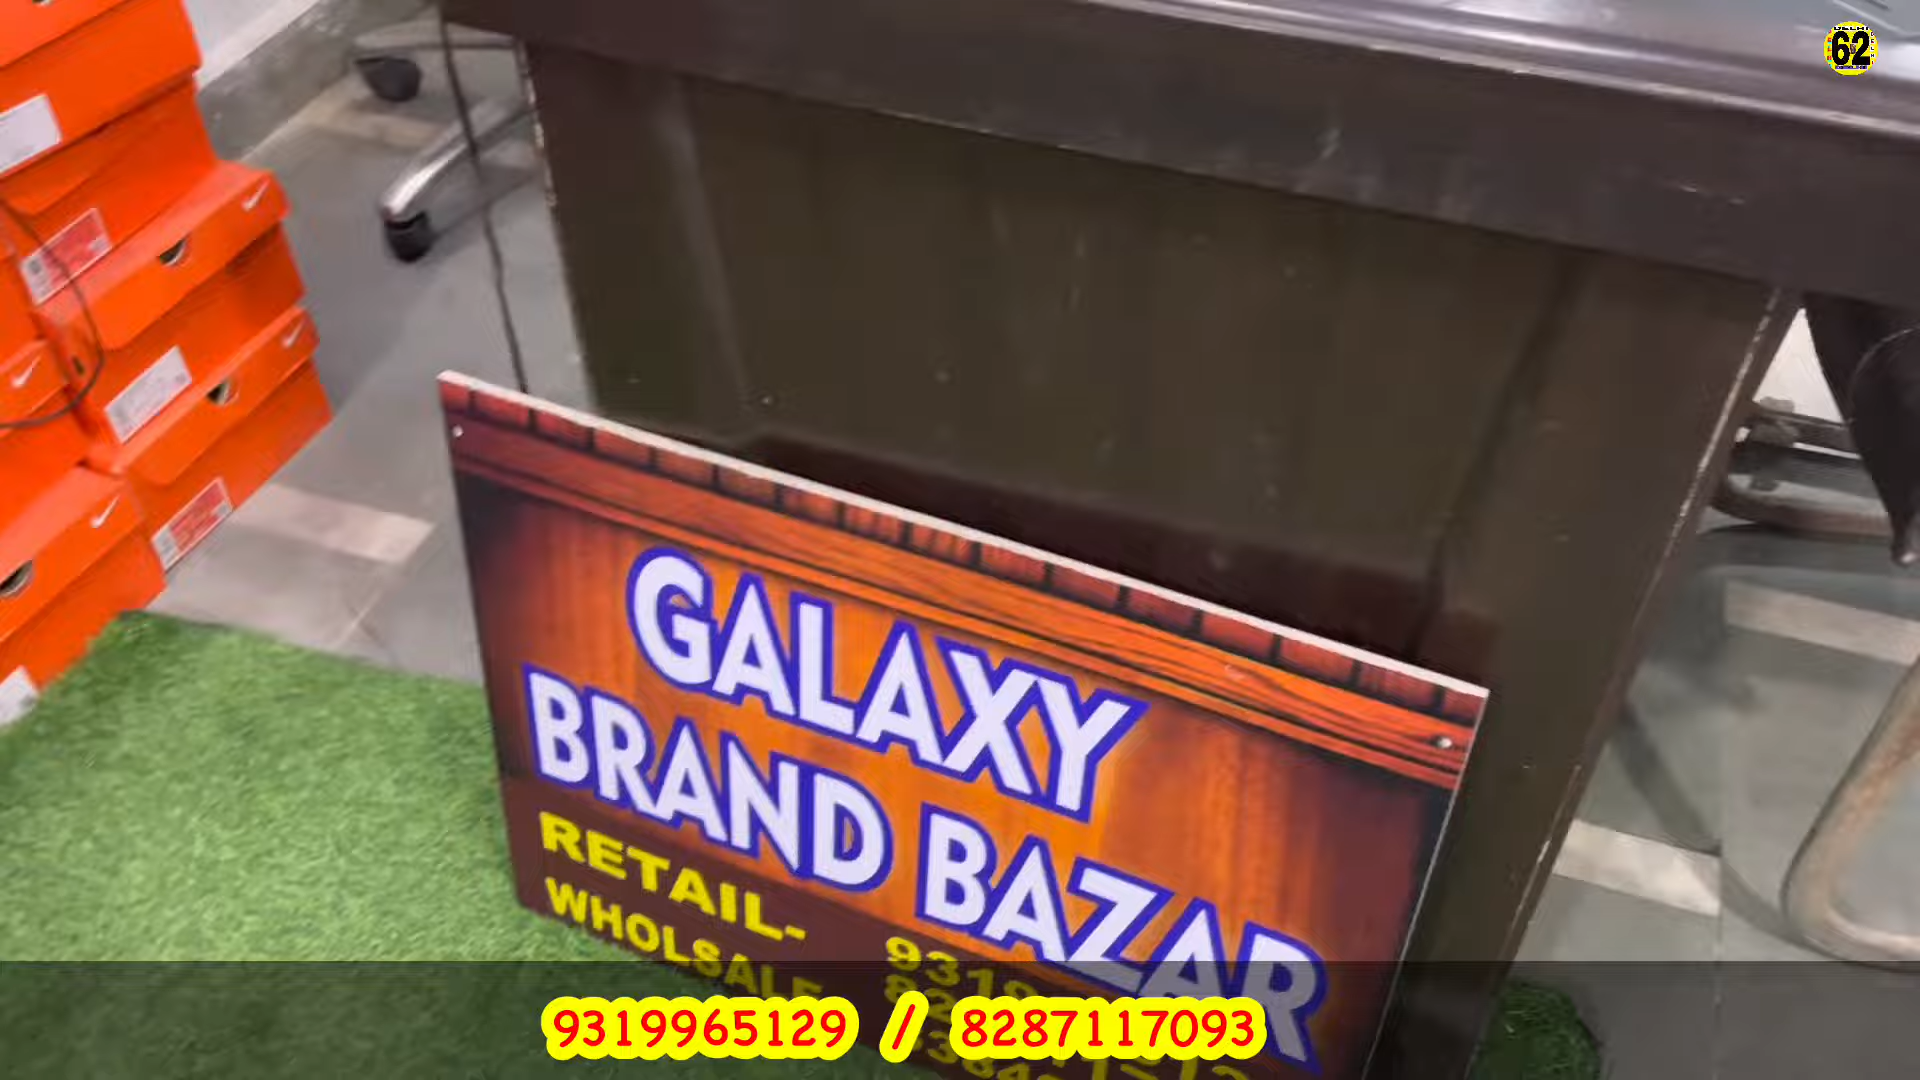 62
GALAXY
BRAND BAZAR
RETAIL-
WHOLSALE
9319965129 / 8287117093